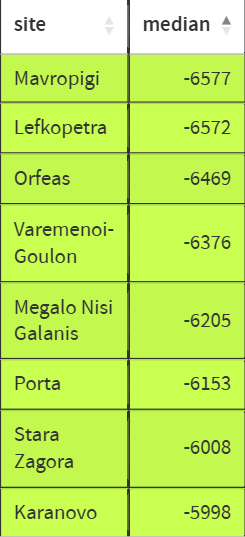 site median
Mavropigi -6577
Lefkopetra -6572
Orfeas -6469
Varemenoi-
Goulon -6376
Megalo Nisi
Galanis -6205
Porta -6153
Stara
Zagora -6008
Karanovo -5998